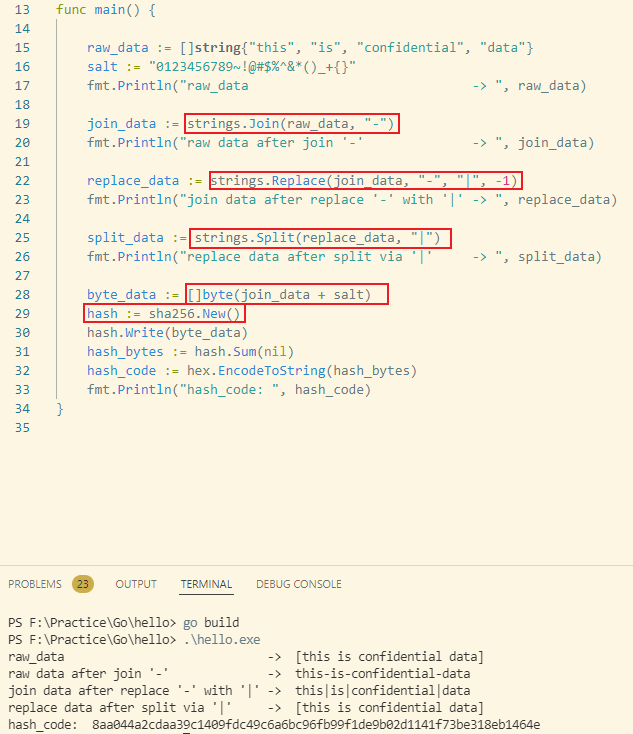 13 func main() {
14
15     raw_data := []string{"this", "is", "confidential", "data"}
16     salt := "0123456789~!@#$%^&*()_+{}"
17     fmt.Println("raw_data                             -> ", raw_data)
18
19     join_data := strings.Join(raw_data, "-")
20     fmt.Println("raw data after join '-'              -> ", join_data)
21
22     replace_data := strings.Replace(join_data, "-", "|", -1)
23     fmt.Println("join data after replace '-' with '|' -> ", replace_data)
24
25     split_data := strings.Split(replace_data, "|")
26     fmt.Println("replace data after split via '|'     -> ", split_data)
27
28     byte_data := []byte(join_data + salt)
29     hash := sha256.New()
30     hash.Write(byte_data)
31     hash_bytes := hash.Sum(nil)
32     hash_code := hex.EncodeToString(hash_bytes)
33     fmt.Println("hash_code: ", hash_code)
34 }
35
PROBLEMS 23 OUTPUT TERMINAL DEBUG CONSOLE
PS F:\Practice\Go\hello> go build
PS F:\Practice\Go\hello> .\hello.exe
raw_data                             ->  [this is confidential data]
raw data after join '-'              ->  this-is-confidential-data
join data after replace '-' with '|' ->  this|is|confidential|data
replace data after split via '|'     ->  [this is confidential data]
hash_code:  8aa044a2cdaa39c1409fdc49c6a6bc96fb99f1de9b02d1141f73be318eb1464e